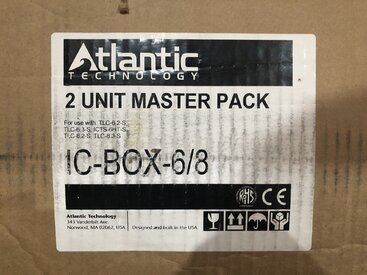 Atlantic
TECHNOLOGY
2 UNIT MASTER PACK
For use with TLC-6.2-S
TLC-6.3-S, ICTS-6HT-S
TLC-8.2-S, TLC-8.3-S
IC-BOX-6/8
RoHS CE
Atlantic Technology
343 Vanderbilt Ave.
Norwood, MA 02062, USA
Designed and built in the USA.